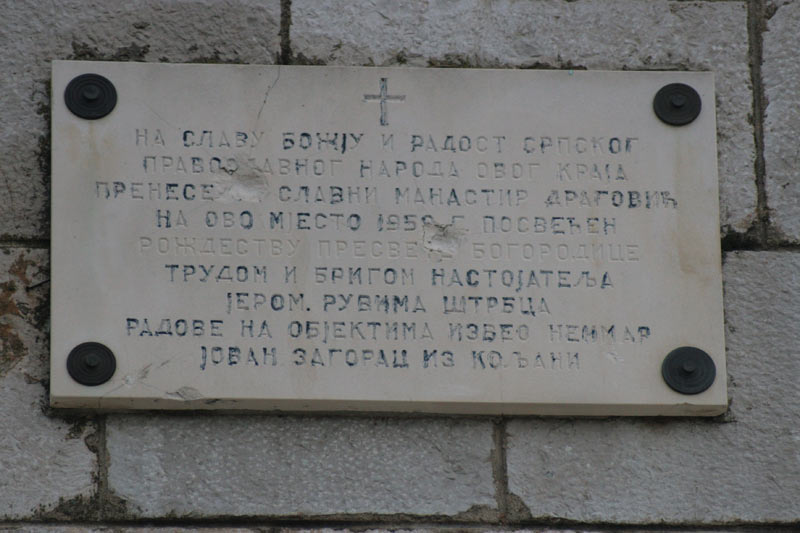 НА СЛАВУ БОЖЈУ И РАДОСТ СРПСКОГ
ПРАВОСЛАВНОГ НАРОДА ОВОГ КРАЈА
СЛАВНИ МАНАСТИР ДРАГОВИЋ
НА ОВО МЈЕСТО Г. ПОСВЕЋЕН
РОЖДЕСТВУ БОГОРОДИЦЕ
ТРУДОМ И БРИГОМ НАСТОЈАТЕЉА
ЈЕРОМ. РУВИМА ШТРБЦА
РАДОВЕ НА ОБЈЕКТИМА ИЗВЕО НЕИМАР
ЈОВАН ЗАГОРАЦ ИЗ КОЉАНИ